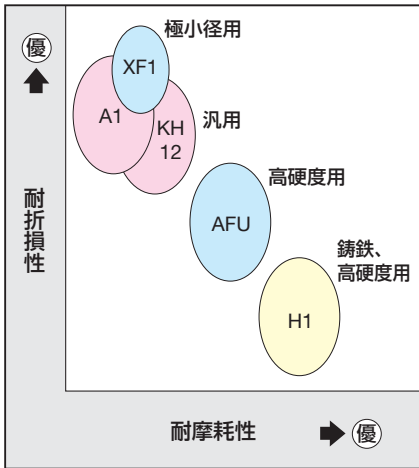 優
耐折損性
極小径用
XF1
A1
KH
12
汎用
高硬度用
AFU
鋳鉄、
高硬度用
H1
耐摩耗性
優